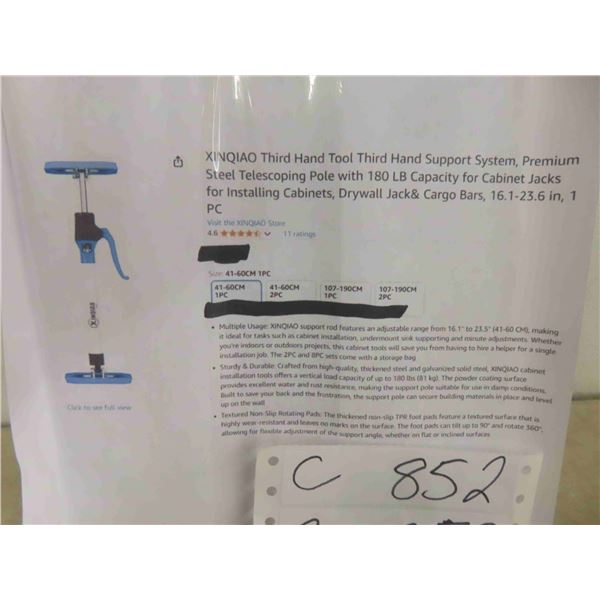 XINQIAO Third Hand Tool Third Hand Support System, Premium
Steel Telescoping Pole with 180 LB Capacity for Cabinet Jacks
for Installing Cabinets, Drywall Jack& Cargo Bars, 16.1-23.6 in, 1
PC
Visit the XINQIAO Store
4.6 11 ratings
Size: 41-60CM 1PC
41-60CM 41-60CM 107-190CM 107-190CM
1PC 2PC 1PC 2PC
• Multiple Usage: XINQIAO support rod features an adjustable range from 16.1" to 23.5" (41-60 CM), making
it ideal for tasks such as cabinet installation, undermount sink supporting and minute adjustments. Whether
you're indoors or outdoors projects, this cabinet tools will save you from having to hire a helper for a single
installation job. The 2PC and 8PC sets come with a storage bag
• Sturdy & Durable: Crafted from high-quality, thickened steel and galvanized solid steel, XINQIAO cabinet
installation tools offers a vertical load capacity of up to 180 lbs (81 kg). The powder coating surface
provides excellent water and rust resistance, making the support pole suitable for use in damp conditions.
Built to save your back and the frustration, the support pole can secure building materials in place and level
up on the wall
• Textured Non-Slip Rotating Pads: The thickened non-slip TPR foot pads feature a textured surface that is
highly wear-resistant and leaves no marks on the surface. The foot pads can tilt up to 90° and rotate 360°,
allowing for flexible adjustment of the support angle, whether on flat or inclined surfaces
XINQIAO
Click to see full view
C 852